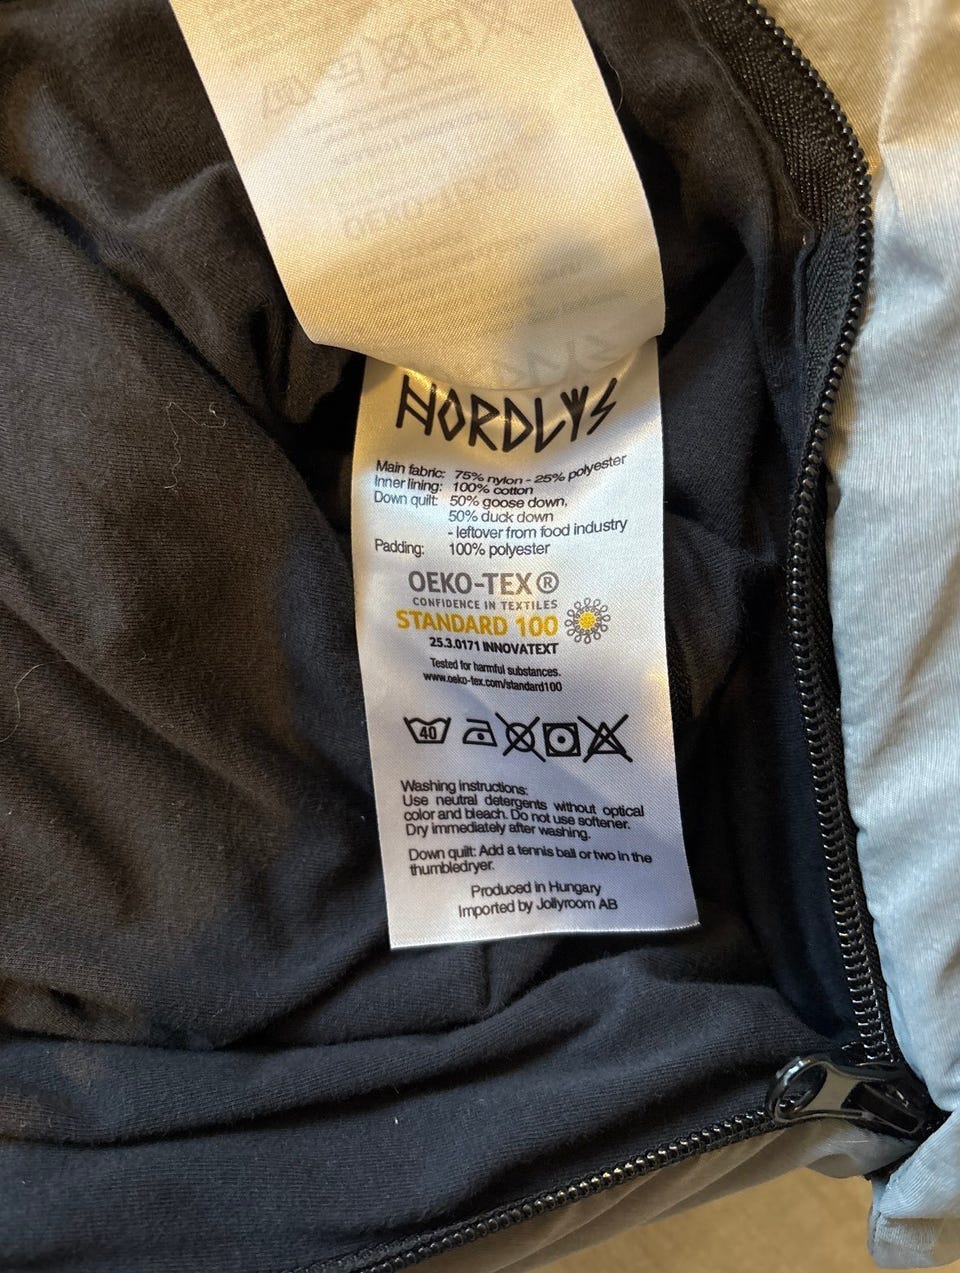 NORDLYS
Main fabric: 75% nylon - 25% polyester
Inner lining: 100% cotton
Down quilt: 50% goose down,
50% duck down
- leftover from food industry
Padding: 100% polyester
OEKO-TEX®
CONFIDENCE IN TEXTILES
STANDARD 100
25.3.0171 INNOVATEXT
Tested for harmful substances.
www.oeko-tex.com/standard100
40
Washing instructions:
Use neutral detergents without optical
color and bleach. Do not use softener.
Dry immediately after washing.
Down quilt: Add a tennis ball or two in the
thumbledryer.
Produced in Hungary
Imported by Jollyroom AB